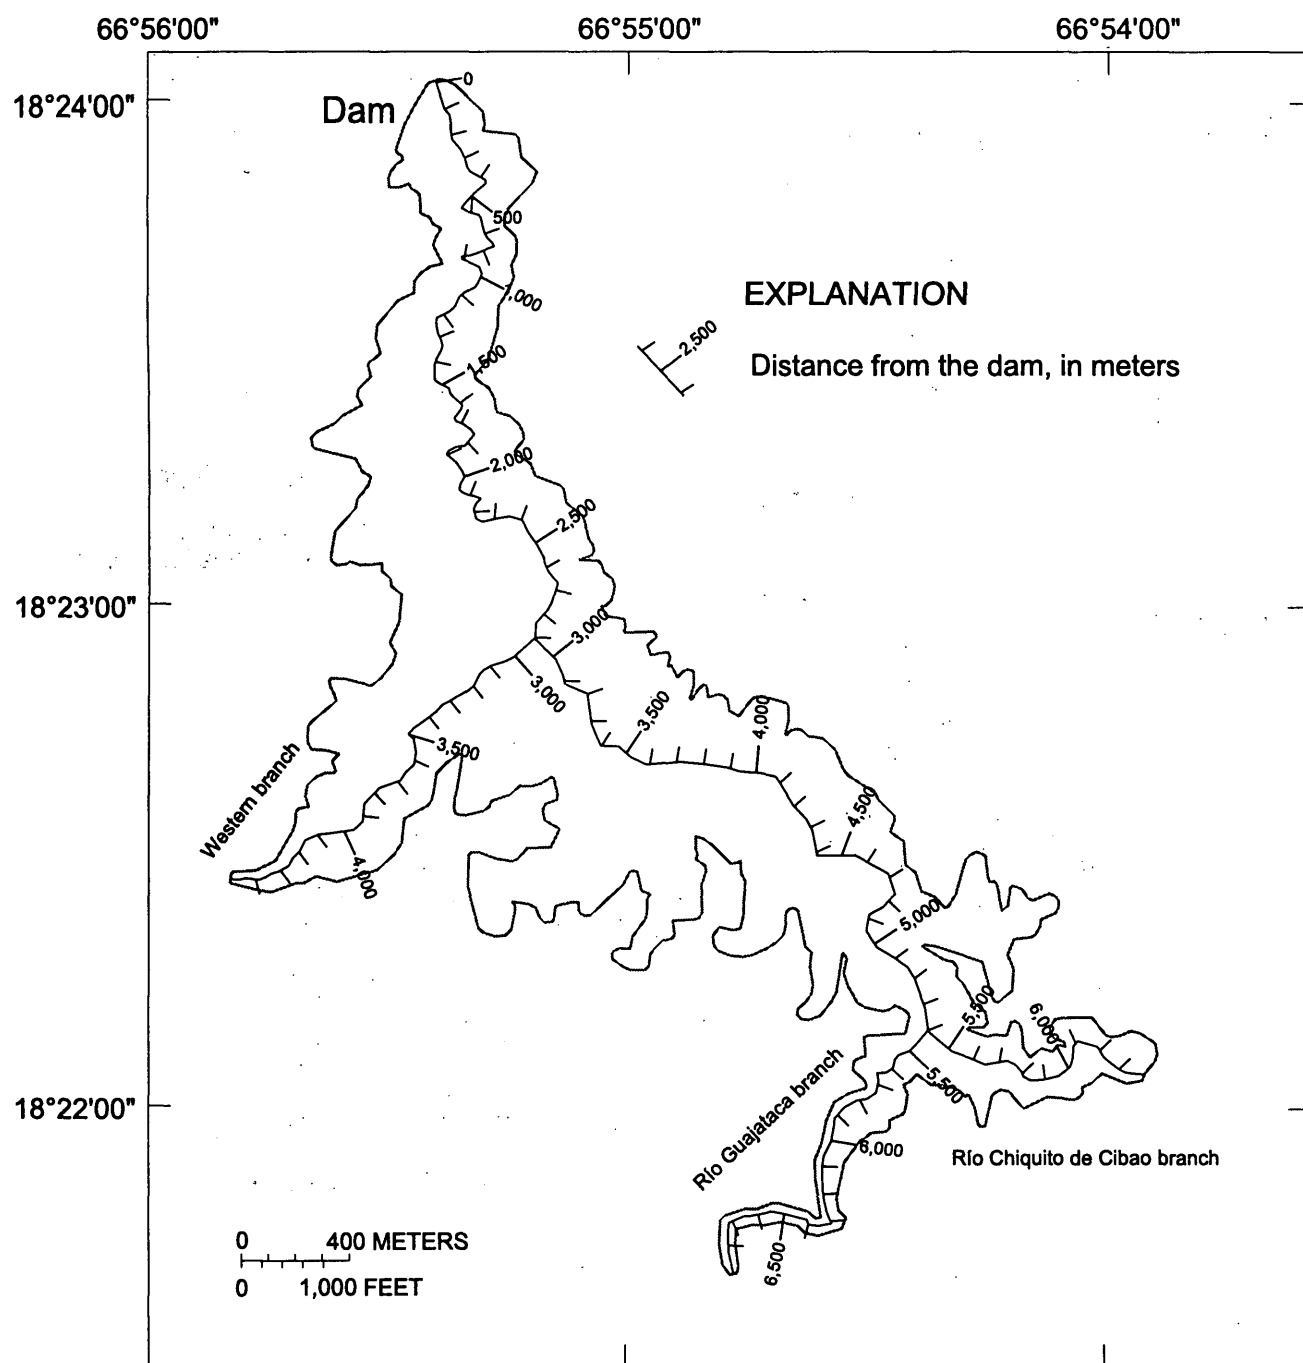 66°56'00" 66°55'00" 66°54'00"
18°24'00"
Dam
0
500
1,000
EXPLANATION
2,500
Distance from the dam, in meters
1,500
2,000
2,500
18°23'00"
3,000
3,000
3,500
4,000
3,500
Western branch
4,500
4,000
5,000
5,500
6,000
5,500
18°22'00"
Río Guajataca branch
6,000
Río Chiquito de Cibao branch
6,500
0 400 METERS
0 1,000 FEET